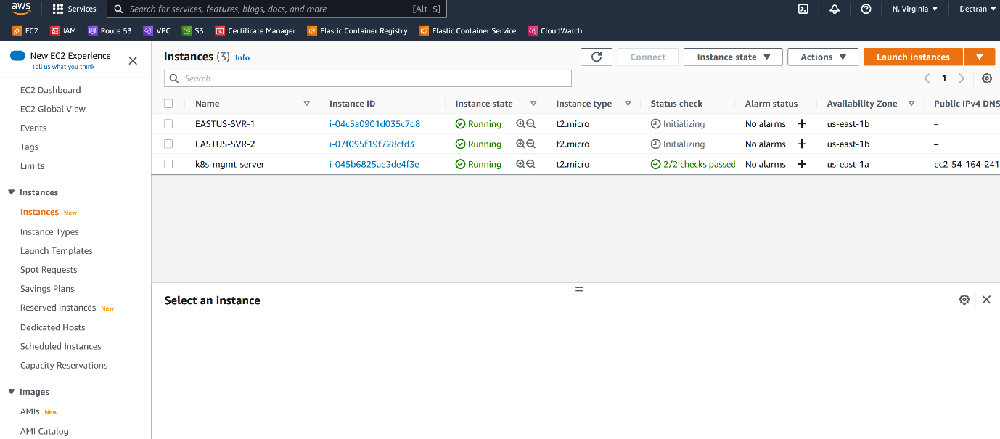 aws
Services
Search for services, features, blogs, docs, and more
[Alt+S]
N. Virginia
Dectran
EC2
IAM
Route 53
VPC
S3
Certificate Manager
Elastic Container Registry
Elastic Container Service
CloudWatch
New EC2 Experience
Tell us what you think
EC2 Dashboard
EC2 Global View
Events
Tags
Limits
Instances
Instances New
Instance Types
Launch Templates
Spot Requests
Savings Plans
Reserved Instances New
Dedicated Hosts
Scheduled Instances
Capacity Reservations
Images
AMIs New
AMI Catalog
Instances (3) Info
Connect
Instance state
Actions
Launch instances
Search
1
Name Instance ID Instance state Instance type Status check Alarm status Availability Zone Public IPv4 DNS
EASTUS-SVR-1 i-04c5a0901d035c7d8 Running t2.micro Initializing No alarms + us-east-1b –
EASTUS-SVR-2 i-07f095f19f728cfd3 Running t2.micro Initializing No alarms + us-east-1b –
k8s-mgmt-server i-045b6825ae3de4f3e Running t2.micro 2/2 checks passed No alarms + us-east-1a ec2-54-164-241
Select an instance